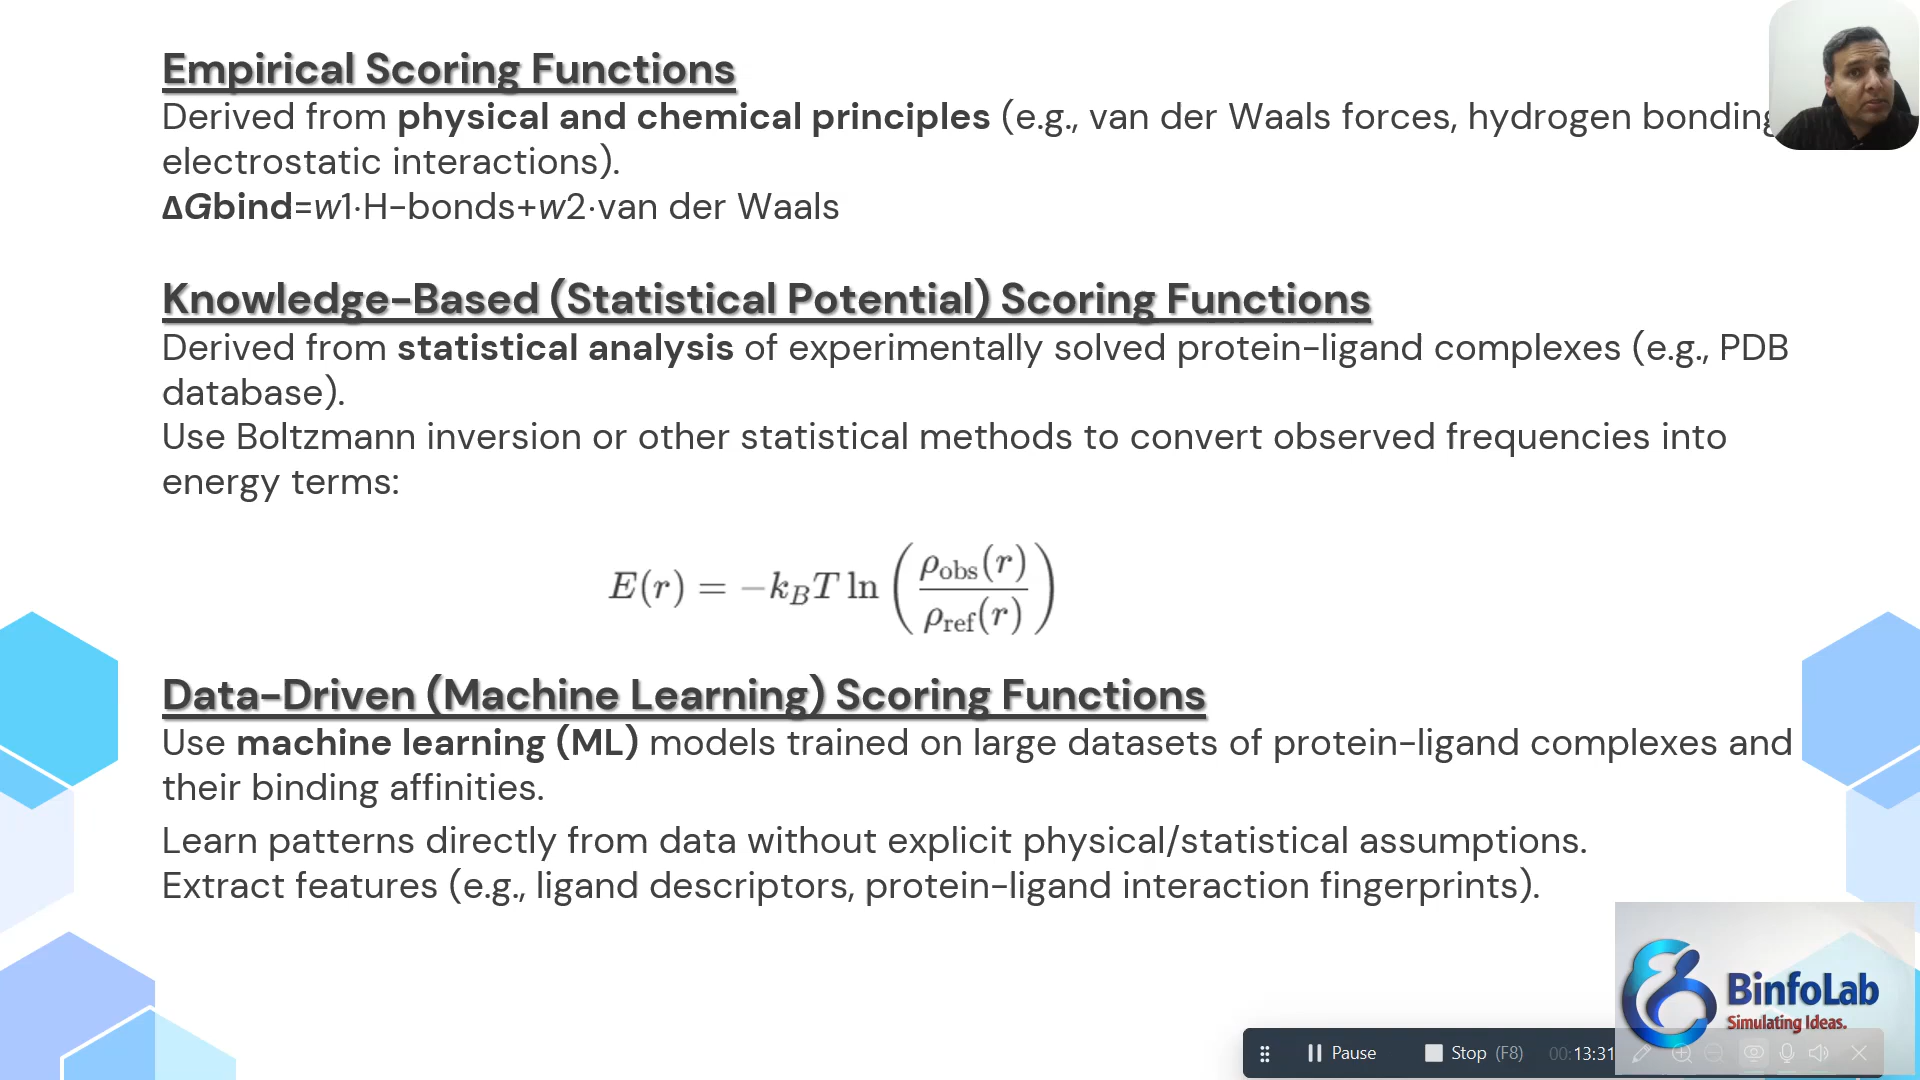 Empirical Scoring Functions
Derived from physical and chemical principles (e.g., van der Waals forces, hydrogen bonding
electrostatic interactions).
ΔGbind=w1·H-bonds+w2·van der Waals
Knowledge-Based (Statistical Potential) Scoring Functions
Derived from statistical analysis of experimentally solved protein-ligand complexes (e.g., PDB
database).
Use Boltzmann inversion or other statistical methods to convert observed frequencies into
energy terms:
E(r) = −k_B T ln (ρ_obs(r) / ρ_ref(r))
Data-Driven (Machine Learning) Scoring Functions
Use machine learning (ML) models trained on large datasets of protein-ligand complexes and
their binding affinities.
Learn patterns directly from data without explicit physical/statistical assumptions.
Extract features (e.g., ligand descriptors, protein-ligand interaction fingerprints).
BinfoLab
Simulating Ideas.
Pause Stop (F8) 00:13:31